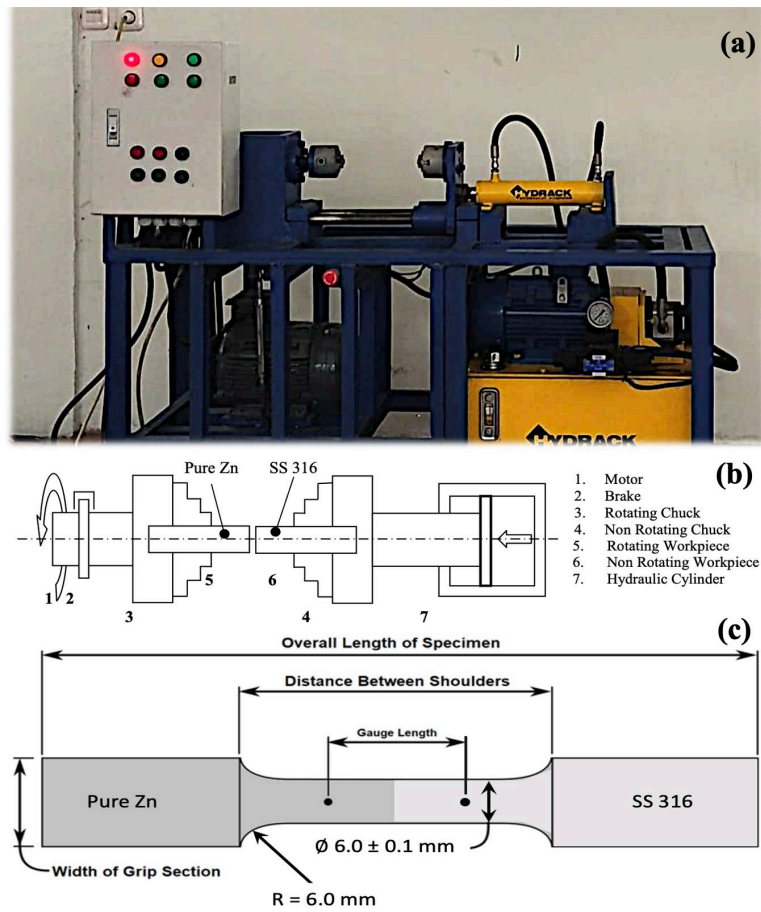 (a)
HYDRACK
HYDRACK
(b)
Pure Zn
SS 316
1
2
3
5
6
4
7
1. Motor
2. Brake
3. Rotating Chuck
4. Non Rotating Chuck
5. Rotating Workpiece
6. Non Rotating Workpiece
7. Hydraulic Cylinder
(c)
Overall Length of Specimen
Distance Between Shoulders
Gauge Length
Pure Zn
SS 316
Ø 6.0 ± 0.1 mm
Width of Grip Section
R = 6.0 mm